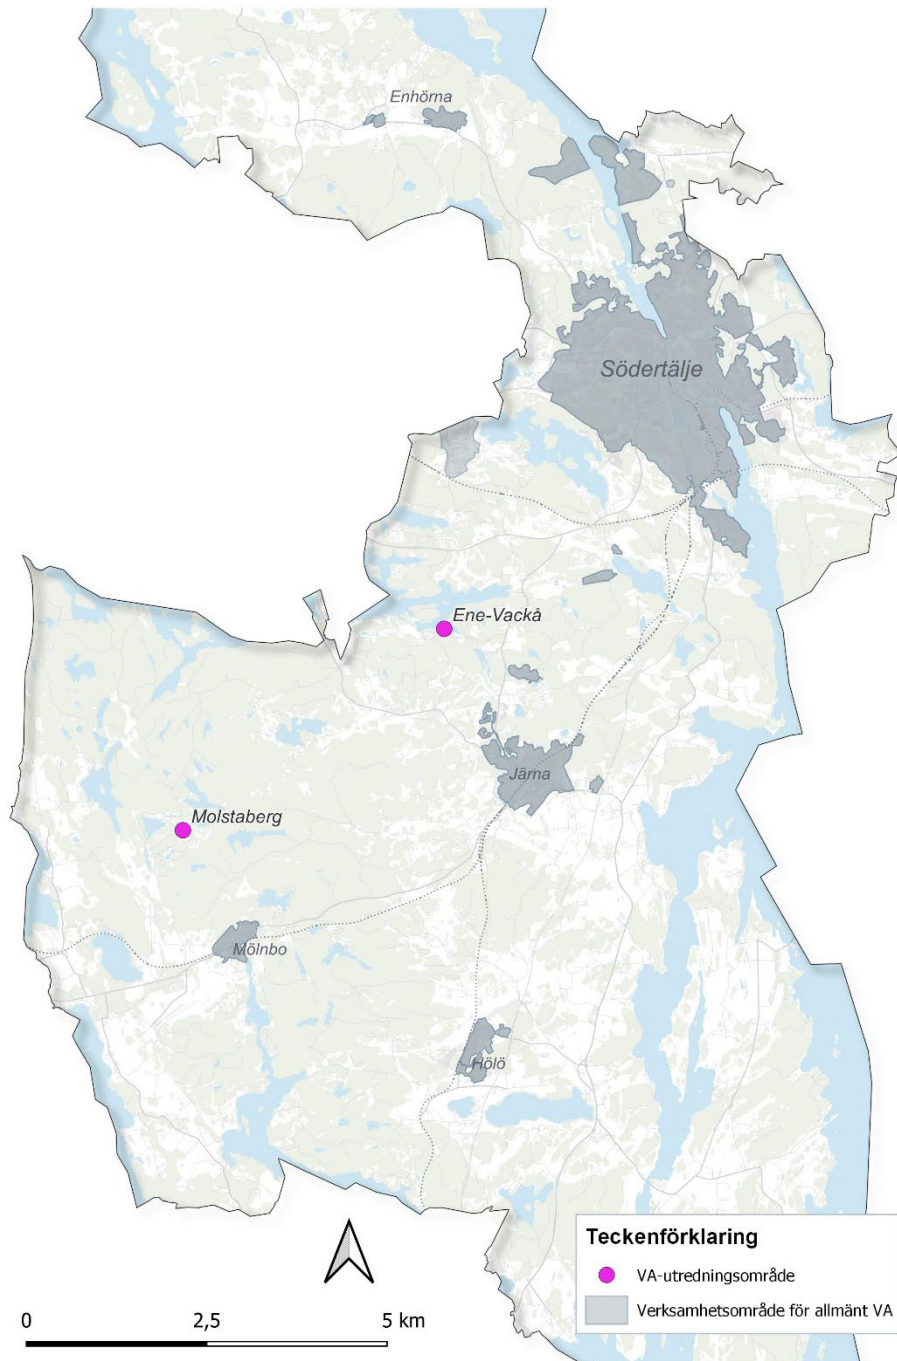 Enhörna
Södertälje
Ene-Vackå
Järna
Molstaberg
Mölnbo
Hölö
Teckenförklaring
VA-utredningsområde
Verksamhetsområde för allmänt VA
0 2,5 5 km